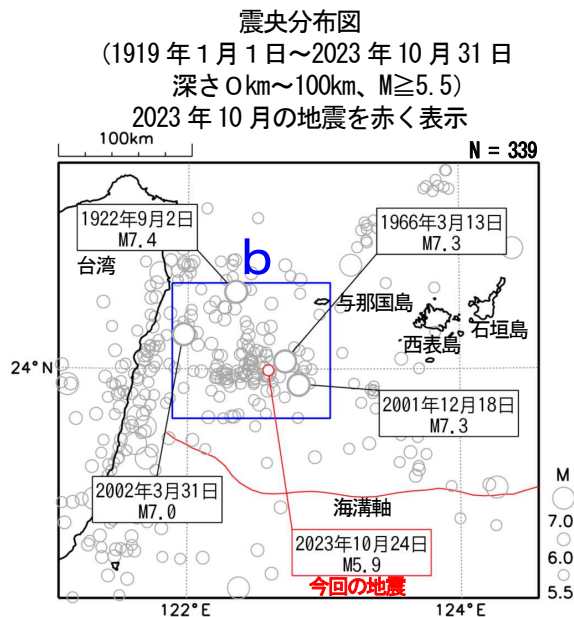 震央分布図
(1919年1月1日～2023年10月31日
深さ0km～100km、M≧5.5)
2023年10月の地震を赤く表示
100km
N = 339
1922年9月2日
M7.4
1966年3月13日
M7.3
b
台湾
与那国島
西表島
石垣島
24°N
2001年12月18日
M7.3
2002年3月31日
M7.0
海溝軸
2023年10月24日
M5.9
今回の地震
M
7.0
6.0
5.5
122°E
124°E